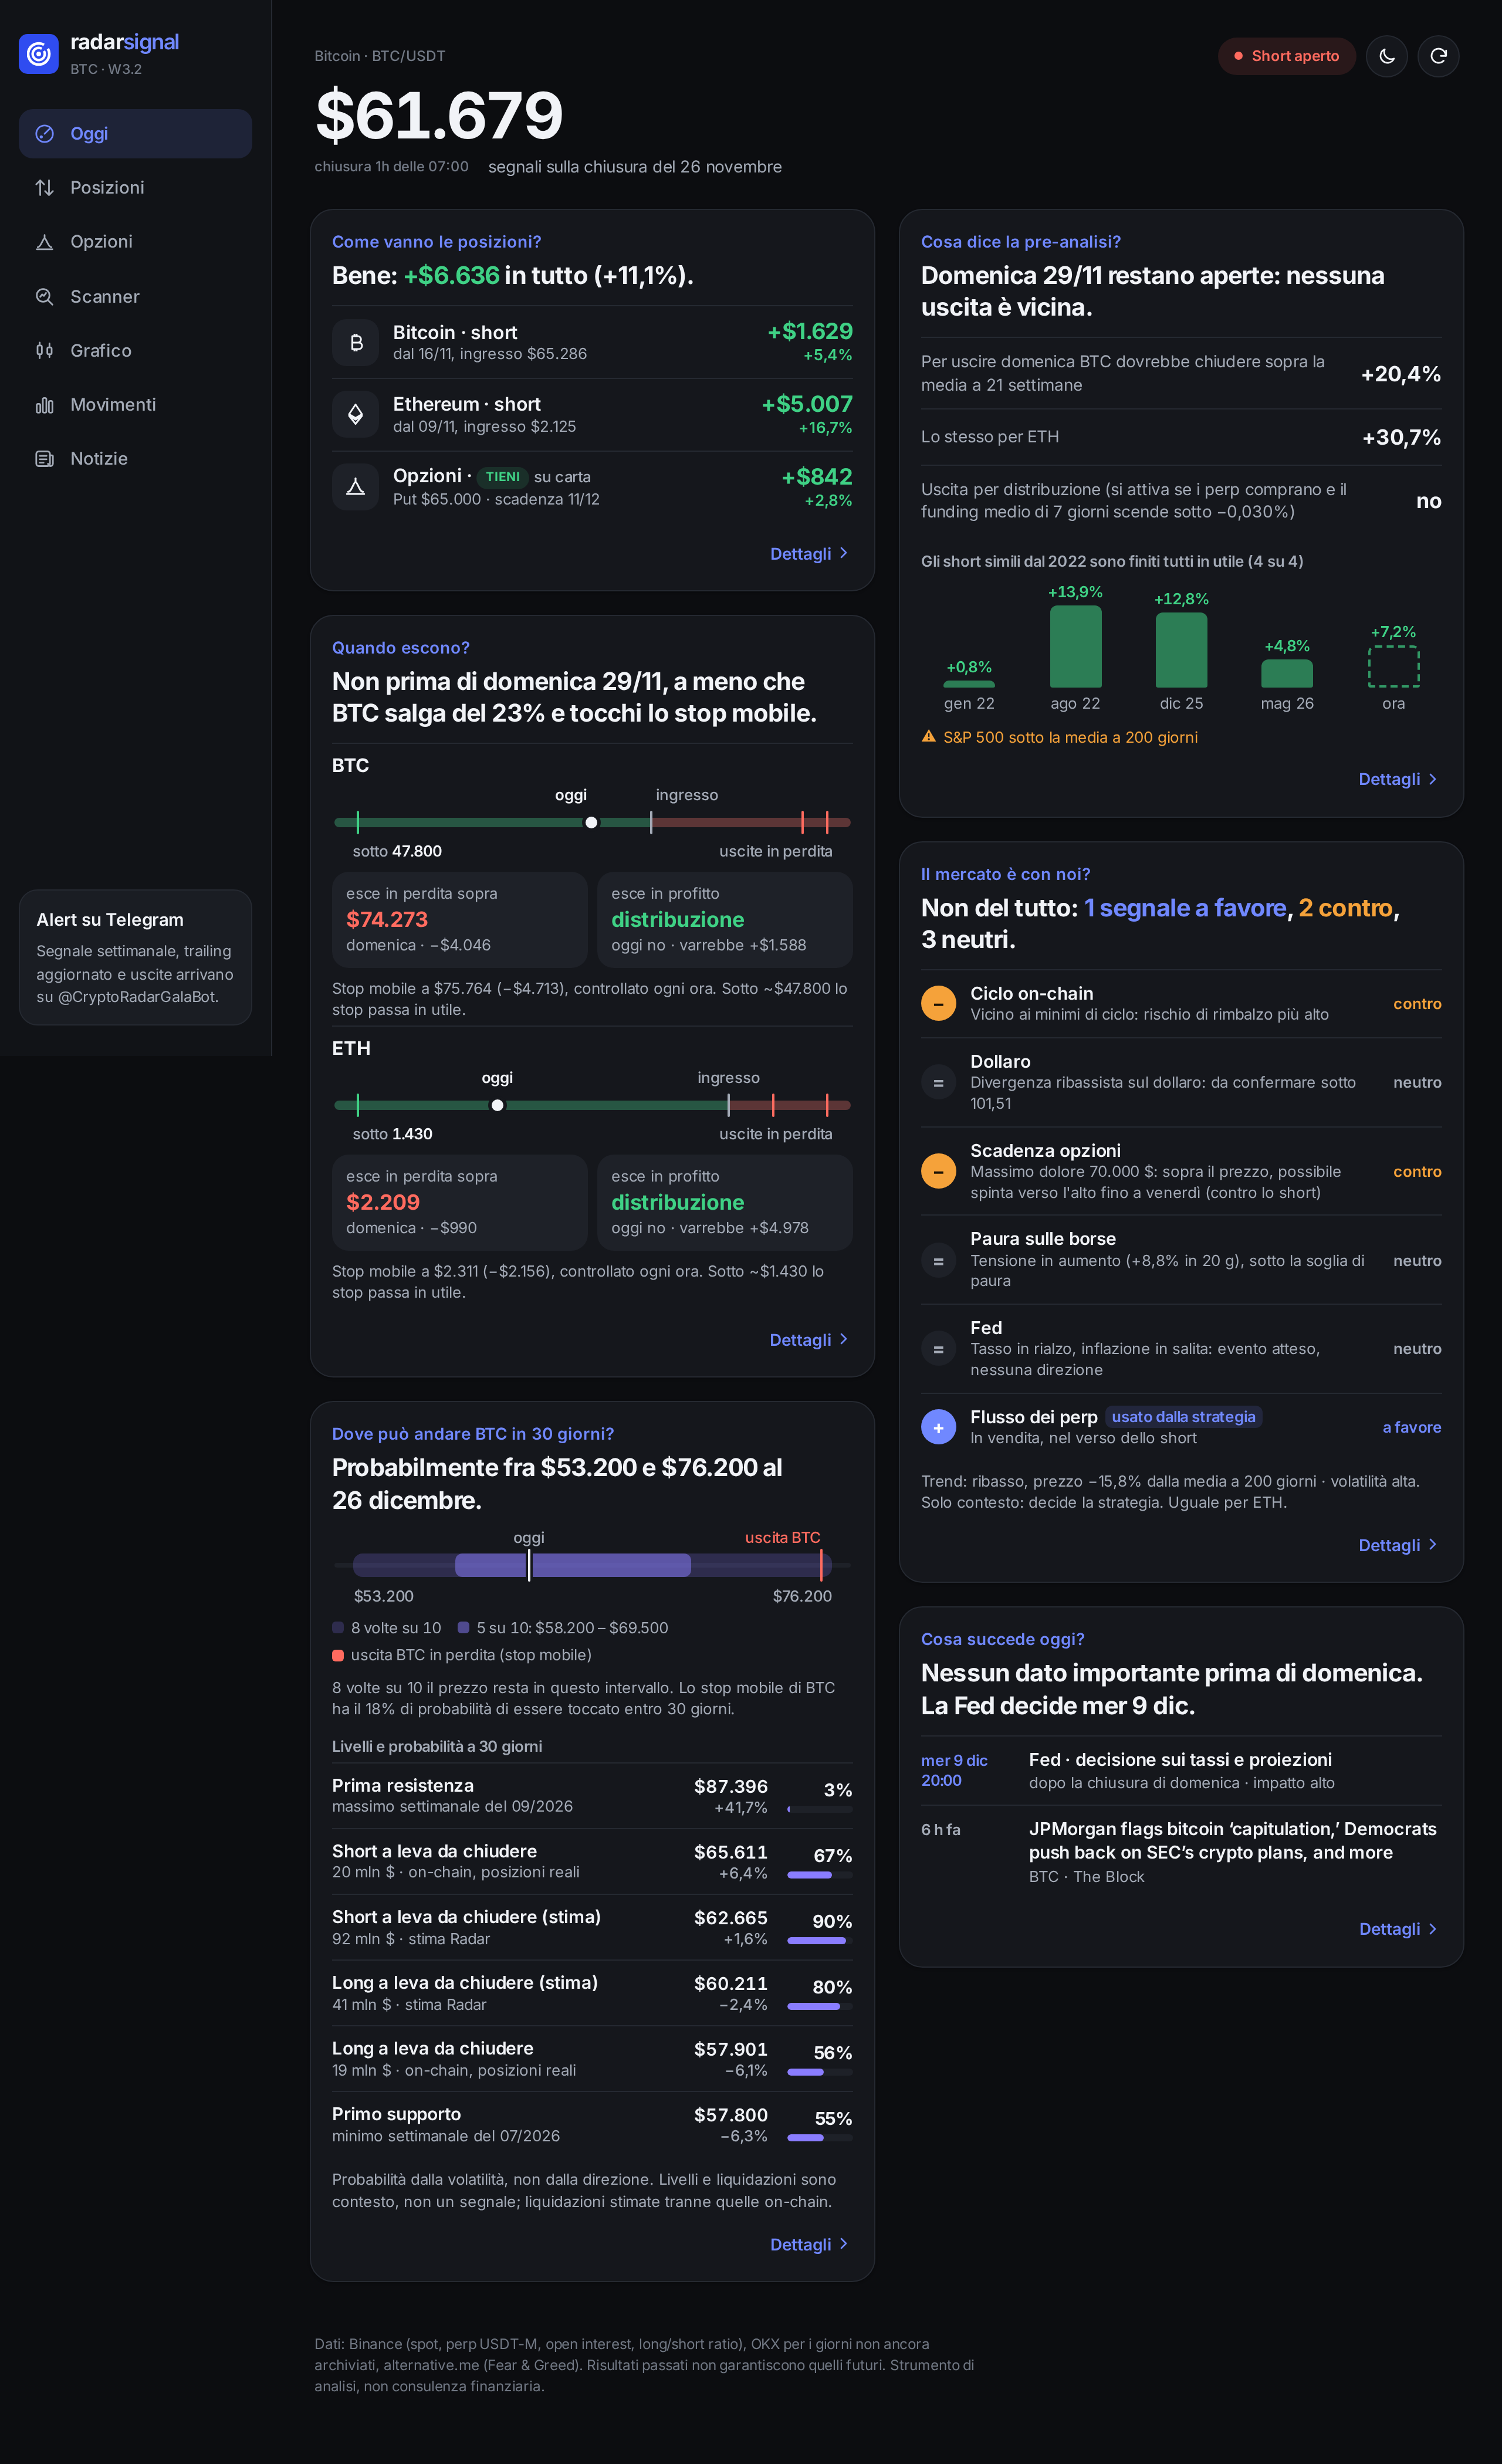 radarsignal
BTC · W3.2
Oggi
Posizioni
Opzioni
Scanner
Grafico
Movimenti
Notizie
Alert su Telegram
Segnale settimanale, trailing
aggiornato e uscite arrivano
su @CryptoRadarGalaBot.
Bitcoin · BTC/USDT
Short aperto
$61.679
chiusura 1h delle 07:00 segnali sulla chiusura del 26 novembre
Come vanno le posizioni?
Bene: +$6.636 in tutto (+11,1%).
Bitcoin · short
+$1.629
dal 16/11, ingresso $65.286
+5,4%
Ethereum · short
+$5.007
dal 09/11, ingresso $2.125
+16,7%
Opzioni · TIENI su carta
+$842
Put $65.000 · scadenza 11/12
+2,8%
Dettagli
Quando escono?
Non prima di domenica 29/11, a meno che
BTC salga del 23% e tocchi lo stop mobile.
BTC
oggi
ingresso
sotto 47.800
uscite in perdita
esce in perdita sopra
$74.273
domenica · −$4.046
esce in profitto
distribuzione
oggi no · varrebbe +$1.588
Stop mobile a $75.764 (−$4.713), controllato ogni ora. Sotto ~$47.800 lo
stop passa in utile.
ETH
oggi
ingresso
sotto 1.430
uscite in perdita
esce in perdita sopra
$2.209
domenica · −$990
esce in profitto
distribuzione
oggi no · varrebbe +$4.978
Stop mobile a $2.311 (−$2.156), controllato ogni ora. Sotto ~$1.430 lo
stop passa in utile.
Dettagli
Dove può andare BTC in 30 giorni?
Probabilmente fra $53.200 e $76.200 al
26 dicembre.
oggi
uscita BTC
$53.200
$76.200
8 volte su 10
5 su 10: $58.200 – $69.500
uscita BTC in perdita (stop mobile)
8 volte su 10 il prezzo resta in questo intervallo. Lo stop mobile di BTC
ha il 18% di probabilità di essere toccato entro 30 giorni.
Livelli e probabilità a 30 giorni
Prima resistenza
$87.396
3%
massimo settimanale del 09/2026
+41,7%
Short a leva da chiudere
$65.611
67%
20 mln $ · on-chain, posizioni reali
+6,4%
Short a leva da chiudere (stima)
$62.665
90%
92 mln $ · stima Radar
+1,6%
Long a leva da chiudere (stima)
$60.211
80%
41 mln $ · stima Radar
−2,4%
Long a leva da chiudere
$57.901
56%
19 mln $ · on-chain, posizioni reali
−6,1%
Primo supporto
$57.800
55%
minimo settimanale del 07/2026
−6,3%
Probabilità dalla volatilità, non dalla direzione. Livelli e liquidazioni sono
contesto, non un segnale; liquidazioni stimate tranne quelle on-chain.
Dettagli
Cosa dice la pre-analisi?
Domenica 29/11 restano aperte: nessuna
uscita è vicina.
Per uscire domenica BTC dovrebbe chiudere sopra la
media a 21 settimane
+20,4%
Lo stesso per ETH
+30,7%
Uscita per distribuzione (si attiva se i perp comprano e il
funding medio di 7 giorni scende sotto −0,030%)
no
Gli short simili dal 2022 sono finiti tutti in utile (4 su 4)
+0,8%
+13,9%
+12,8%
+4,8%
+7,2%
gen 22
ago 22
dic 25
mag 26
ora
S&P 500 sotto la media a 200 giorni
Dettagli
Il mercato è con noi?
Non del tutto: 1 segnale a favore, 2 contro,
3 neutri.
Ciclo on-chain
Vicino ai minimi di ciclo: rischio di rimbalzo più alto
contro
Dollaro
Divergenza ribassista sul dollaro: da confermare sotto
101,51
neutro
Scadenza opzioni
Massimo dolore 70.000 $: sopra il prezzo, possibile
spinta verso l'alto fino a venerdì (contro lo short)
contro
Paura sulle borse
Tensione in aumento (+8,8% in 20 g), sotto la soglia di
paura
neutro
Fed
Tasso in rialzo, inflazione in salita: evento atteso,
nessuna direzione
neutro
Flusso dei perp usato dalla strategia
In vendita, nel verso dello short
a favore
Trend: ribasso, prezzo −15,8% dalla media a 200 giorni · volatilità alta.
Solo contesto: decide la strategia. Uguale per ETH.
Dettagli
Cosa succede oggi?
Nessun dato importante prima di domenica.
La Fed decide mer 9 dic.
mer 9 dic
20:00
Fed · decisione sui tassi e proiezioni
dopo la chiusura di domenica · impatto alto
6 h fa
JPMorgan flags bitcoin ‘capitulation,’ Democrats
push back on SEC’s crypto plans, and more
BTC · The Block
Dettagli
Dati: Binance (spot, perp USDT-M, open interest, long/short ratio), OKX per i giorni non ancora
archiviati, alternative.me (Fear & Greed). Risultati passati non garantiscono quelli futuri. Strumento di
analisi, non consulenza finanziaria.